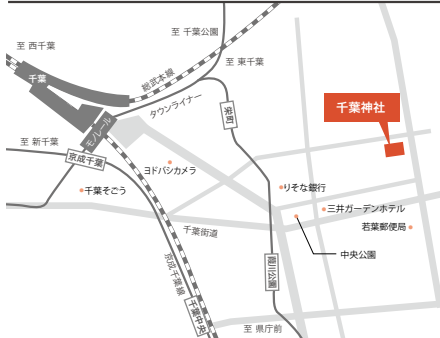 至 千葉公園
至 西千葉
至 東千葉
千葉
総武本線
タウンライナー
千葉神社
栄町
モノレール
至 新千葉
京成千葉
ヨドバシカメラ
千葉そごう
りそな銀行
三井ガーデンホテル
千葉街道
若葉郵便局
中央公園
京成千葉線
葭川公園
千葉中央
至 県庁前